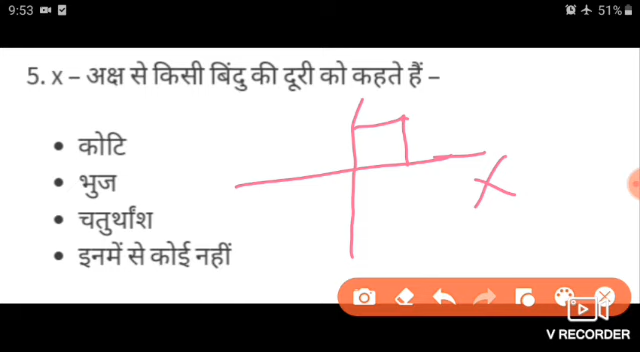 9:53 51%
5. x – अक्ष से किसी बिंदु की दूरी को कहते हैं –
• कोटि
• भुज
• चतुर्थांश
• इनमें से कोई नहीं
X
V RECORDER